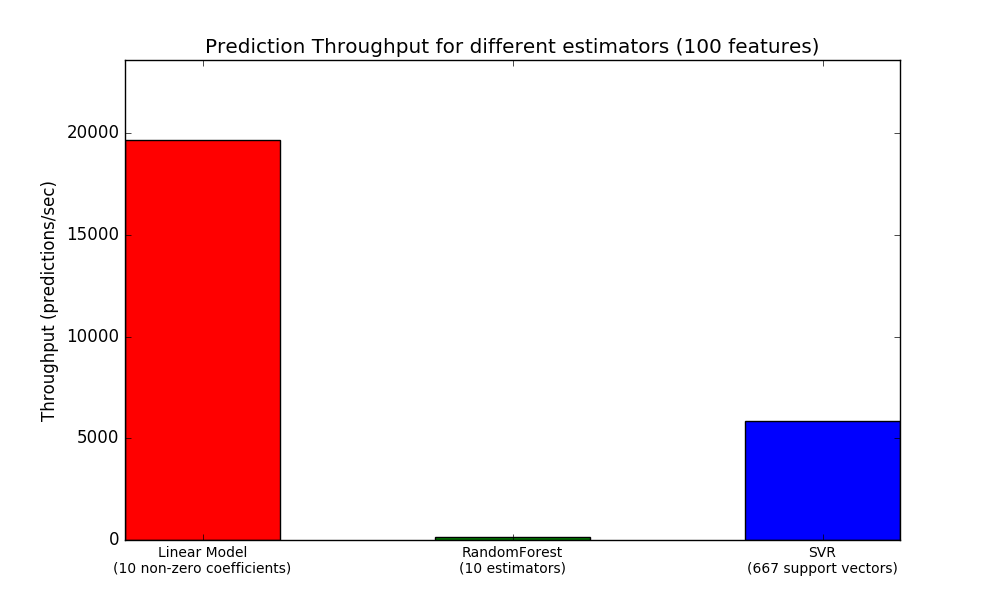 Prediction Throughput for different estimators (100 features)
Throughput (predictions/sec)
20000
15000
10000
5000
0
Linear Model
(10 non-zero coefficients)
RandomForest
(10 estimators)
SVR
(667 support vectors)